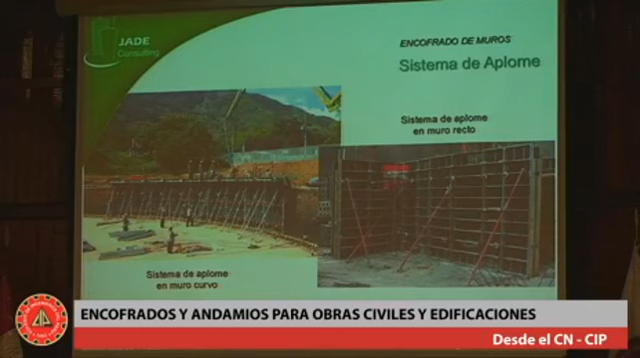 JADE
Consulting
ENCOFRADO DE MUROS
Sistema de Aplome
Sistema de aplome
en muro recto
Sistema de aplome
en muro curvo
ENCOFRADOS Y ANDAMIOS PARA OBRAS CIVILES Y EDIFICACIONES
Desde el CN - CIP